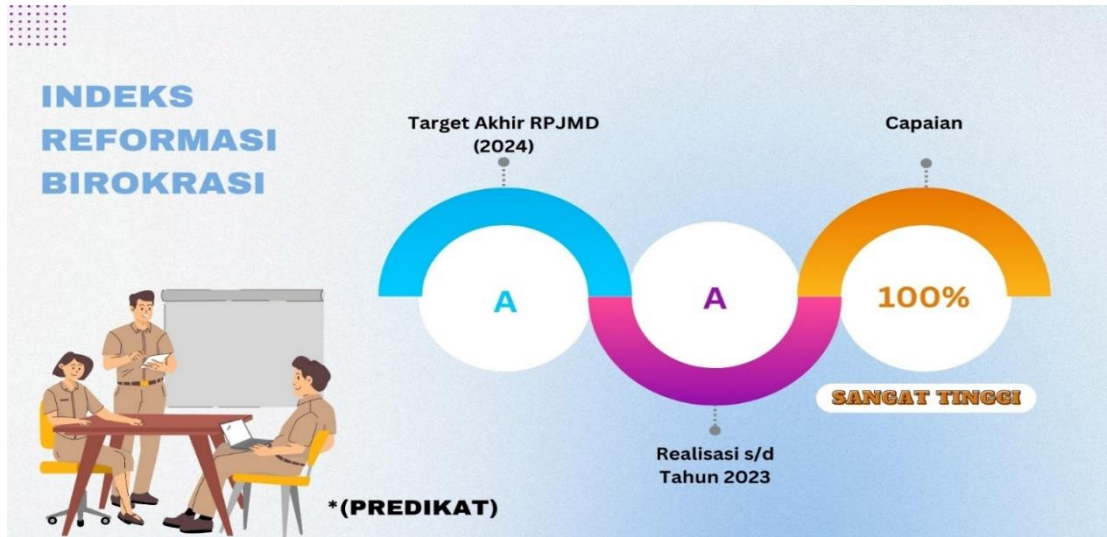 INDEKS
REFORMASI
BIROKRASI
Target Akhir RPJMD
(2024)
Capaian
A
A
100%
SANGAT TINGGI
Realisasi s/d
Tahun 2023
*(PREDIKAT)